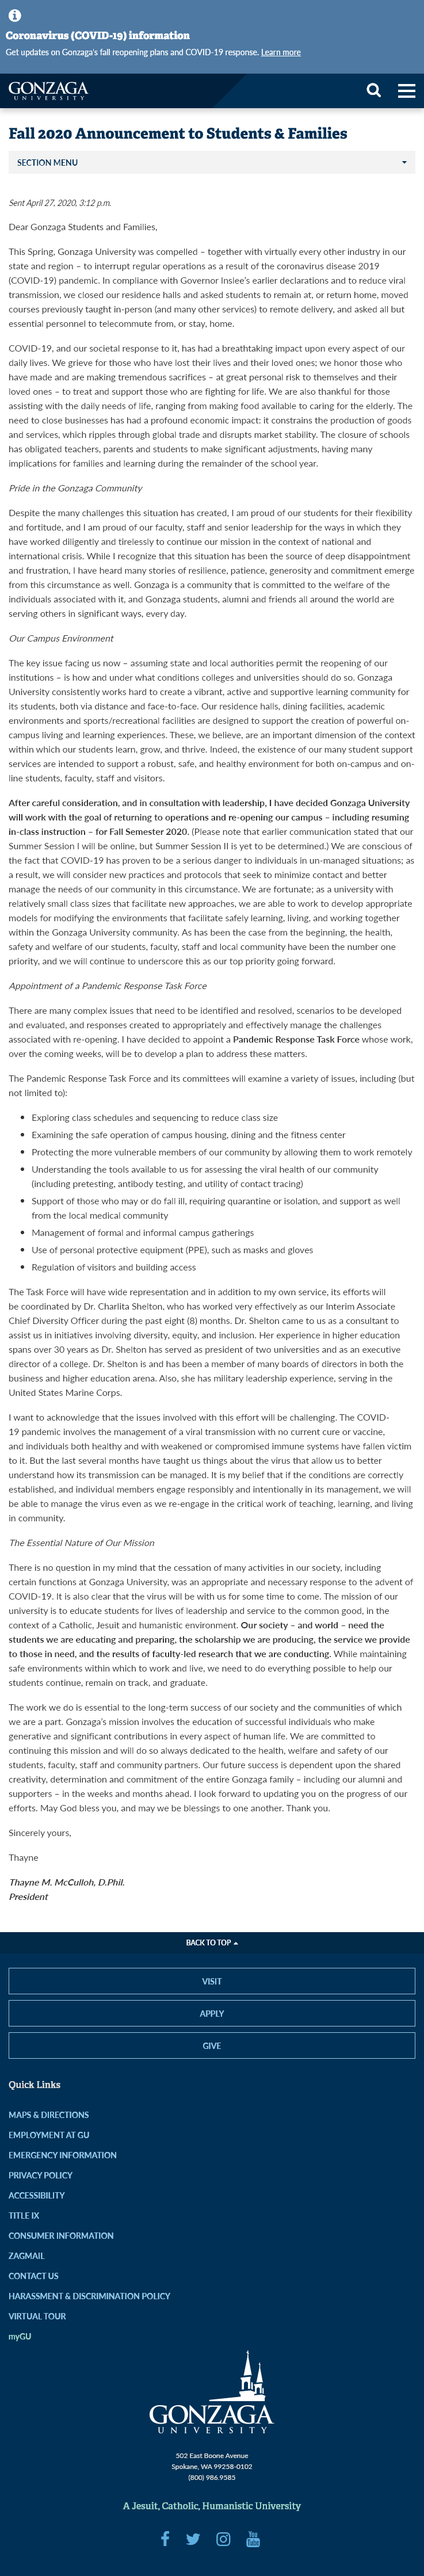 Coronavirus (COVID-19) information
Get updates on Gonzaga's fall reopening plans and COVID-19 response. Learn more
GONZAGA
UNIVERSITY
Fall 2020 Announcement to Students & Families
SECTION MENU
Sent April 27, 2020, 3:12 p.m.
Dear Gonzaga Students and Families,
This Spring, Gonzaga University was compelled – together with virtually every other industry in our
state and region – to interrupt regular operations as a result of the coronavirus disease 2019
(COVID-19) pandemic. In compliance with Governor Inslee's earlier declarations and to reduce viral
transmission, we closed our residence halls and asked students to remain at, or return home, moved
courses previously taught in-person (and many other services) to remote delivery, and asked all but
essential personnel to telecommute from, or stay, home.
COVID-19, and our societal response to it, has had a breathtaking impact upon every aspect of our
daily lives. We grieve for those who have lost their lives and their loved ones; we honor those who
have made and are making tremendous sacrifices – at great personal risk to themselves and their
loved ones – to treat and support those who are fighting for life. We are also thankful for those
assisting with the daily needs of life, ranging from making food available to caring for the elderly. The
need to close businesses has had a profound economic impact: it constrains the production of goods
and services, which ripples through global trade and disrupts market stability. The closure of schools
has obligated teachers, parents and students to make significant adjustments, having many
implications for families and learning during the remainder of the school year.
Pride in the Gonzaga Community
Despite the many challenges this situation has created, I am proud of our students for their flexibility
and fortitude, and I am proud of our faculty, staff and senior leadership for the ways in which they
have worked diligently and tirelessly to continue our mission in the context of national and
international crisis. While I recognize that this situation has been the source of deep disappointment
and frustration, I have heard many stories of resilience, patience, generosity and commitment emerge
from this circumstance as well. Gonzaga is a community that is committed to the welfare of the
individuals associated with it, and Gonzaga students, alumni and friends all around the world are
serving others in significant ways, every day.
Our Campus Environment
The key issue facing us now – assuming state and local authorities permit the reopening of our
institutions – is how and under what conditions colleges and universities should do so. Gonzaga
University consistently works hard to create a vibrant, active and supportive learning community for
its students, both via distance and face-to-face. Our residence halls, dining facilities, academic
environments and sports/recreational facilities are designed to support the creation of powerful on-
campus living and learning experiences. These, we believe, are an important dimension of the context
within which our students learn, grow, and thrive. Indeed, the existence of our many student support
services are intended to support a robust, safe, and healthy environment for both on-campus and on-
line students, faculty, staff and visitors.
After careful consideration, and in consultation with leadership, I have decided Gonzaga University
will work with the goal of returning to operations and re-opening our campus – including resuming
in-class instruction – for Fall Semester 2020. (Please note that earlier communication stated that our
Summer Session I will be online, but Summer Session II is yet to be determined.) We are conscious of
the fact that COVID-19 has proven to be a serious danger to individuals in un-managed situations; as
a result, we will consider new practices and protocols that seek to minimize contact and better
manage the needs of our community in this circumstance. We are fortunate; as a university with
relatively small class sizes that facilitate new approaches, we are able to work to develop appropriate
models for modifying the environments that facilitate safely learning, living, and working together
within the Gonzaga University community. As has been the case from the beginning, the health,
safety and welfare of our students, faculty, staff and local community have been the number one
priority, and we will continue to underscore this as our top priority going forward.
Appointment of a Pandemic Response Task Force
There are many complex issues that need to be identified and resolved, scenarios to be developed
and evaluated, and responses created to appropriately and effectively manage the challenges
associated with re-opening. I have decided to appoint a Pandemic Response Task Force whose work,
over the coming weeks, will be to develop a plan to address these matters.
The Pandemic Response Task Force and its committees will examine a variety of issues, including (but
not limited to):
• Exploring class schedules and sequencing to reduce class size
• Examining the safe operation of campus housing, dining and the fitness center
• Protecting the more vulnerable members of our community by allowing them to work remotely
• Understanding the tools available to us for assessing the viral health of our community
(including pretesting, antibody testing, and utility of contact tracing)
• Support of those who may or do fall ill, requiring quarantine or isolation, and support as well
from the local medical community
• Management of formal and informal campus gatherings
• Use of personal protective equipment (PPE), such as masks and gloves
• Regulation of visitors and building access
The Task Force will have wide representation and in addition to my own service, its efforts will
be coordinated by Dr. Charlita Shelton, who has worked very effectively as our Interim Associate
Chief Diversity Officer during the past eight (8) months. Dr. Shelton came to us as a consultant to
assist us in initiatives involving diversity, equity, and inclusion. Her experience in higher education
spans over 30 years as Dr. Shelton has served as president of two universities and as an executive
director of a college. Dr. Shelton is and has been a member of many boards of directors in both the
business and higher education arena. Also, she has military leadership experience, serving in the
United States Marine Corps.
I want to acknowledge that the issues involved with this effort will be challenging. The COVID-
19 pandemic involves the management of a viral transmission with no current cure or vaccine,
and individuals both healthy and with weakened or compromised immune systems have fallen victim
to it. But the last several months have taught us things about the virus that allow us to better
understand how its transmission can be managed. It is my belief that if the conditions are correctly
established, and individual members engage responsibly and intentionally in its management, we will
be able to manage the virus even as we re-engage in the critical work of teaching, learning, and living
in community.
The Essential Nature of Our Mission
There is no question in my mind that the cessation of many activities in our society, including
certain functions at Gonzaga University, was an appropriate and necessary response to the advent of
COVID-19. It is also clear that the virus will be with us for some time to come. The mission of our
university is to educate students for lives of leadership and service to the common good, in the
context of a Catholic, Jesuit and humanistic environment. Our society – and world – need the
students we are educating and preparing, the scholarship we are producing, the service we provide
to those in need, and the results of faculty-led research that we are conducting. While maintaining
safe environments within which to work and live, we need to do everything possible to help our
students continue, remain on track, and graduate.
The work we do is essential to the long-term success of our society and the communities of which
we are a part. Gonzaga's mission involves the education of successful individuals who make
generative and significant contributions in every aspect of human life. We are committed to
continuing this mission and will do so always dedicated to the health, welfare and safety of our
students, faculty, staff and community partners. Our future success is dependent upon the shared
creativity, determination and commitment of the entire Gonzaga family – including our alumni and
supporters – in the weeks and months ahead. I look forward to updating you on the progress of our
efforts. May God bless you, and may we be blessings to one another. Thank you.
Sincerely yours,
Thayne
Thayne M. McCulloh, D.Phil.
President
BACK TO TOP
VISIT
APPLY
GIVE
Quick Links
MAPS & DIRECTIONS
EMPLOYMENT AT GU
EMERGENCY INFORMATION
PRIVACY POLICY
ACCESSIBILITY
TITLE IX
CONSUMER INFORMATION
ZAGMAIL
CONTACT US
HARASSMENT & DISCRIMINATION POLICY
VIRTUAL TOUR
myGU
GONZAGA
UNIVERSITY
502 East Boone Avenue
Spokane, WA 99258-0102
(800) 986.9585
A Jesuit, Catholic, Humanistic University
You
Tube